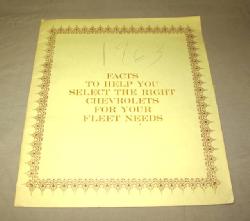 1963
FACTS
TO HELP YOU
SELECT THE RIGHT
CHEVROLETS
FOR YOUR
FLEET NEEDS